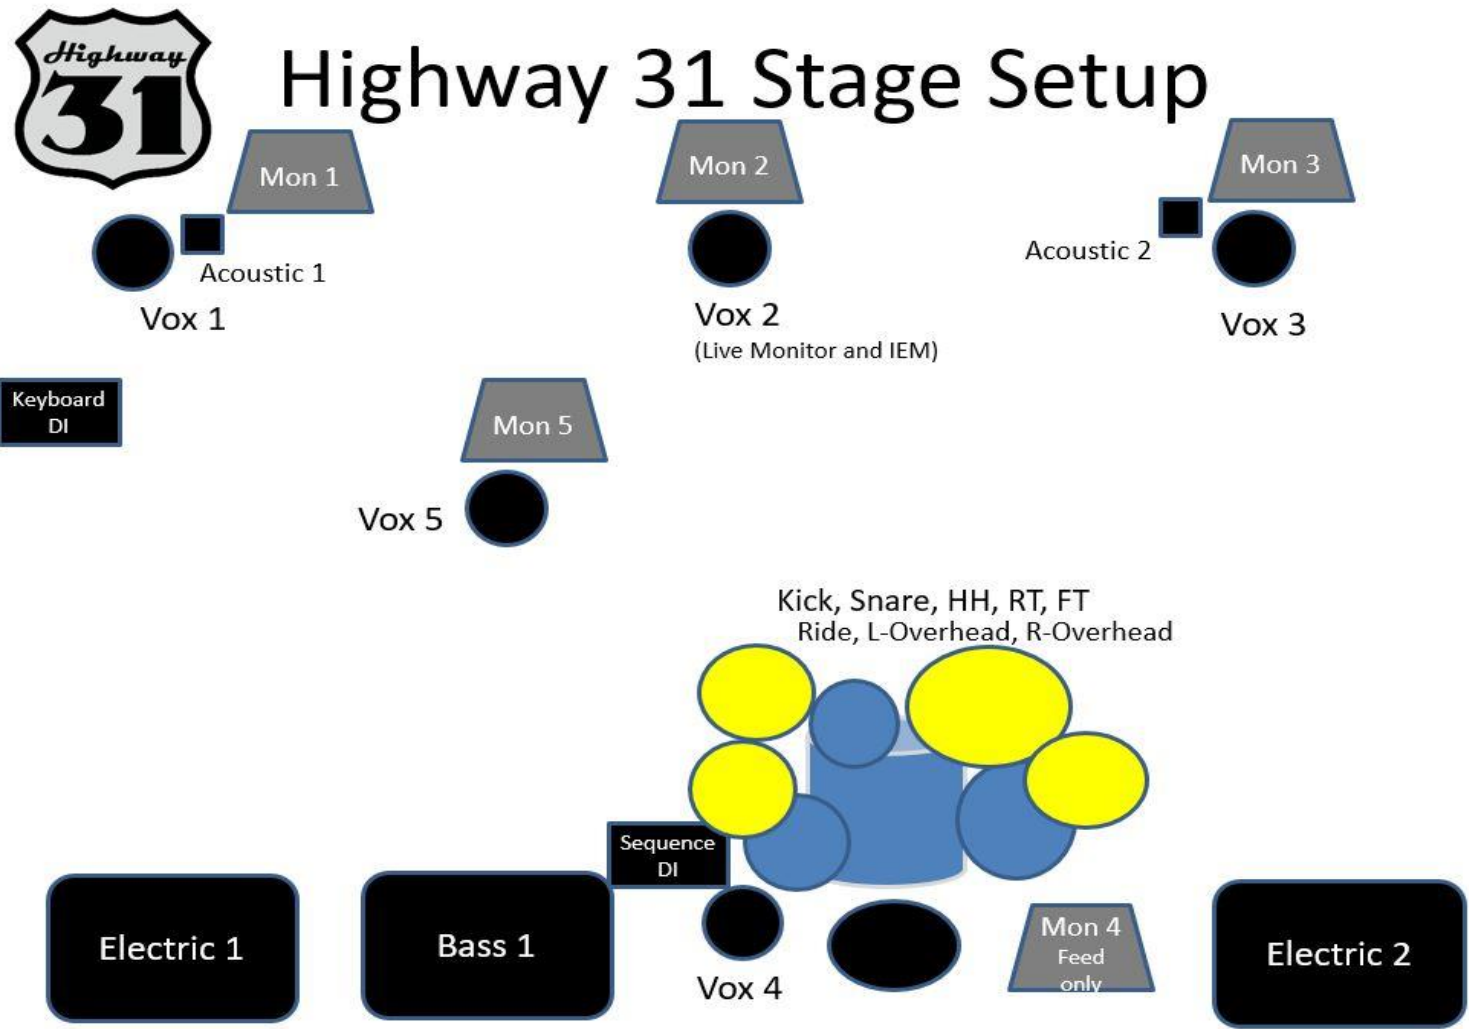 Highway
31
Highway 31 Stage Setup
Mon 1
Mon 2
Mon 3
Acoustic 1
Acoustic 2
Vox 1
Vox 2
(Live Monitor and IEM)
Vox 3
Keyboard
DI
Mon 5
Vox 5
Kick, Snare, HH, RT, FT
Ride, L-Overhead, R-Overhead
Sequence
DI
Electric 1
Bass 1
Vox 4
Mon 4
Feed
only
Electric 2